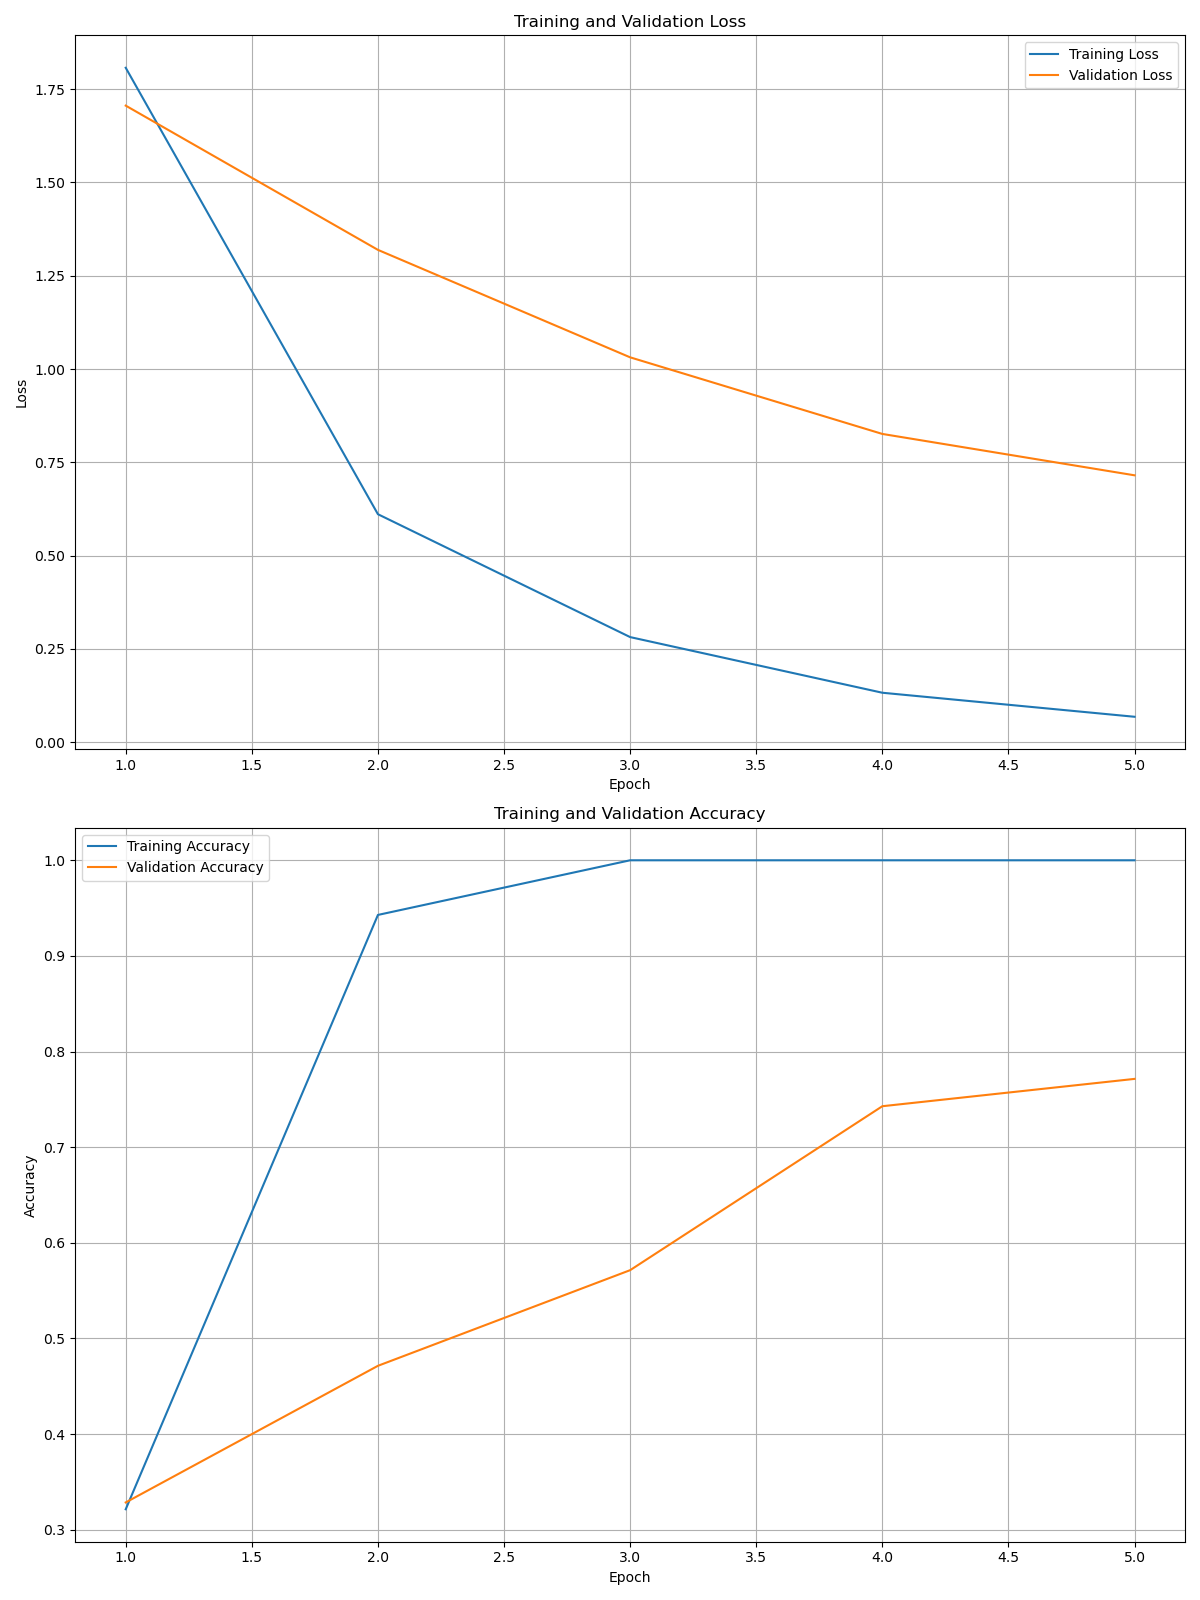 Training and Validation Loss
Training Loss
Validation Loss
1.75
1.50
1.25
1.00
0.75
0.50
0.25
0.00
Loss
1.0 1.5 2.0 2.5 3.0 3.5 4.0 4.5 5.0
Epoch
Training and Validation Accuracy
Training Accuracy
Validation Accuracy
1.0
0.9
0.8
0.7
0.6
0.5
0.4
0.3
Accuracy
1.0 1.5 2.0 2.5 3.0 3.5 4.0 4.5 5.0
Epoch